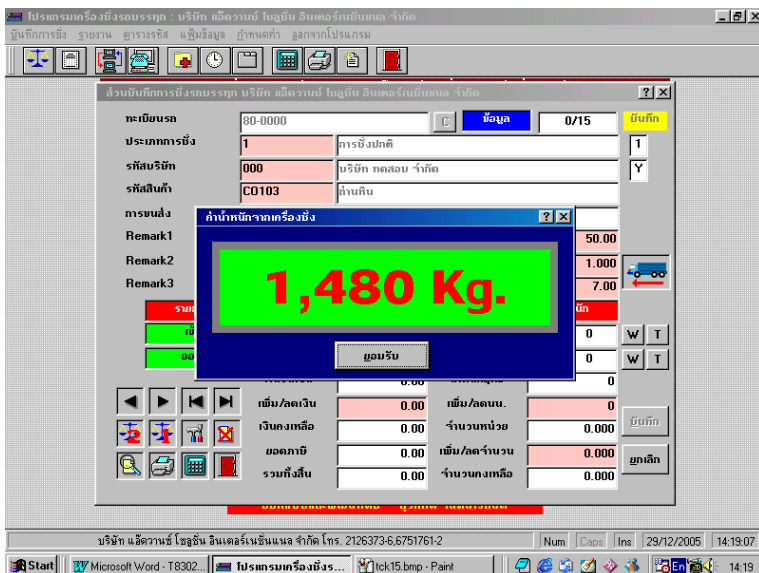 โปรแกรมเครื่องชั่งรถบรรทุก : บริษัท แอ๊ดวานซ์ โซลูชั่น อินเตอร์เนชั่นแนล จำกัด
บันทึกการชั่ง รายงาน ตารางรหัส แฟ้มข้อมูล กำหนดค่า ออกจากโปรแกรม
ส่วนบันทึกการชั่งรถบรรทุก บริษัท แอ๊ดวานซ์ โซลูชั่น อินเตอร์เนชั่นแนล จำกัด
ทะเบียนรถ 80-0000 C ข้อมูล 0/15 บันทึก
ประเภทการชั่ง 1 การชั่งปกติ 1
รหัสบริษัท 000 บริษัท ทดสอบ จำกัด Y
รหัสสินค้า CO103 ถ่านหิน
การขนส่ง
ค่าน้ำหนักจากเครื่องชั่ง
Remark1 50.00
Remark2 1.000
Remark3 7.00
1,480 Kg.
ยอมรับ
0 W T
0 W T
0.00 0
เพิ่ม/ลดเงิน 0.00 เพิ่ม/ลดนน. 0
เงินคงเหลือ 0.00 จำนวนหน่วย 0.000 บันทึก
ยอดภาษี 0.00 เพิ่ม/ลดจำนวน 0.000
ยกเลิก
รวมทั้งสิ้น 0.00 จำนวนคงเหลือ 0.000
2 1
บริษัท แอ๊ดวานซ์ โซลูชั่น อินเตอร์เนชั่นแนล จำกัด โทร. 2126373-6,6751761-2 Num Caps Ins 29/12/2005 14:19:07
Start Microsoft Word - T8302... โปรแกรมเครื่องชั่งร... tck15.bmp - Paint En 14:19